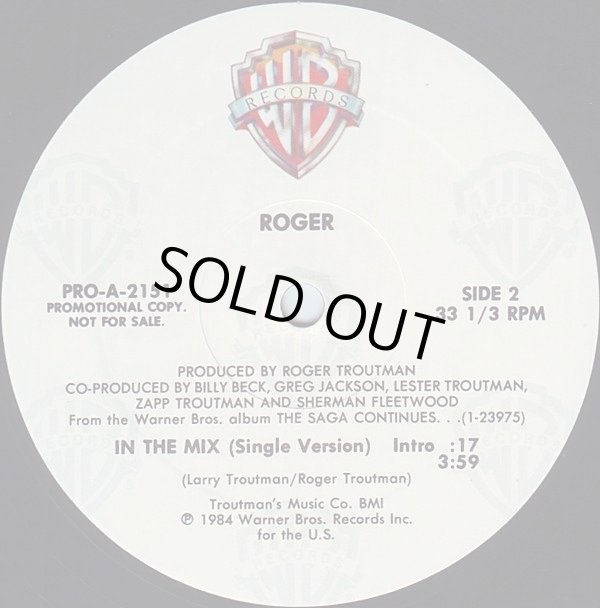 RECORDS
ROGER
PRO-A-2151
PROMOTIONAL COPY.
NOT FOR SALE.
SIDE 2
33 1/3 RPM
SOLD OUT
PRODUCED BY ROGER TROUTMAN
CO-PRODUCED BY BILLY BECK, GREG JACKSON, LESTER TROUTMAN,
ZAPP TROUTMAN AND SHERMAN FLEETWOOD
From the Warner Bros. album THE SAGA CONTINUES. . .(1-23975)
IN THE MIX (Single Version) Intro :17
3:59
(Larry Troutman/Roger Troutman)
Troutman's Music Co. BMI
℗ 1984 Warner Bros. Records Inc.
for the U.S.